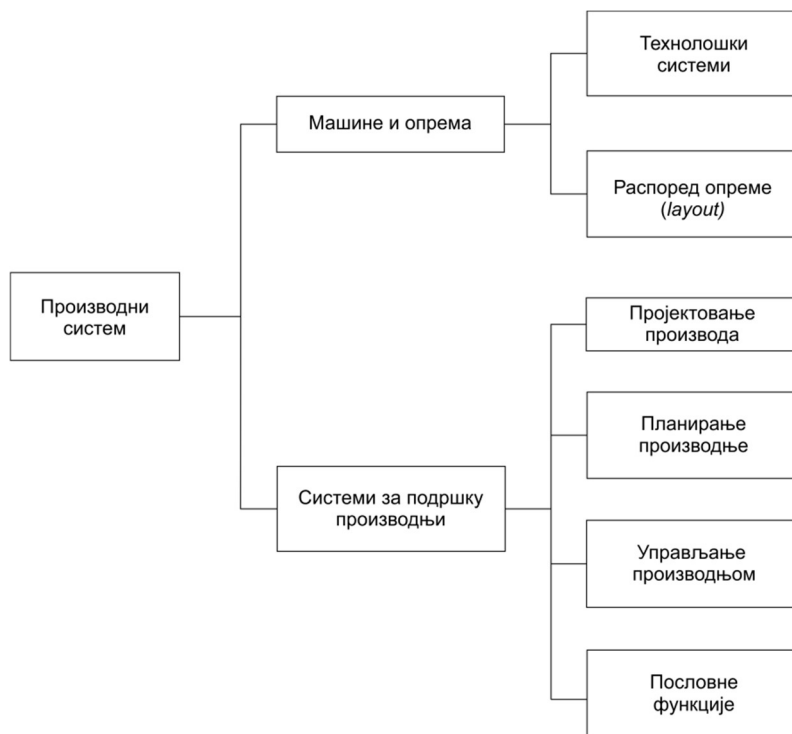 Технолошки
системи
Машине и опрема
Распоред опреме
(layout)
Производни
систем
Пројектовање
производа
Планирање
производње
Системи за подршку
производњи
Управљање
производњом
Пословне
функције